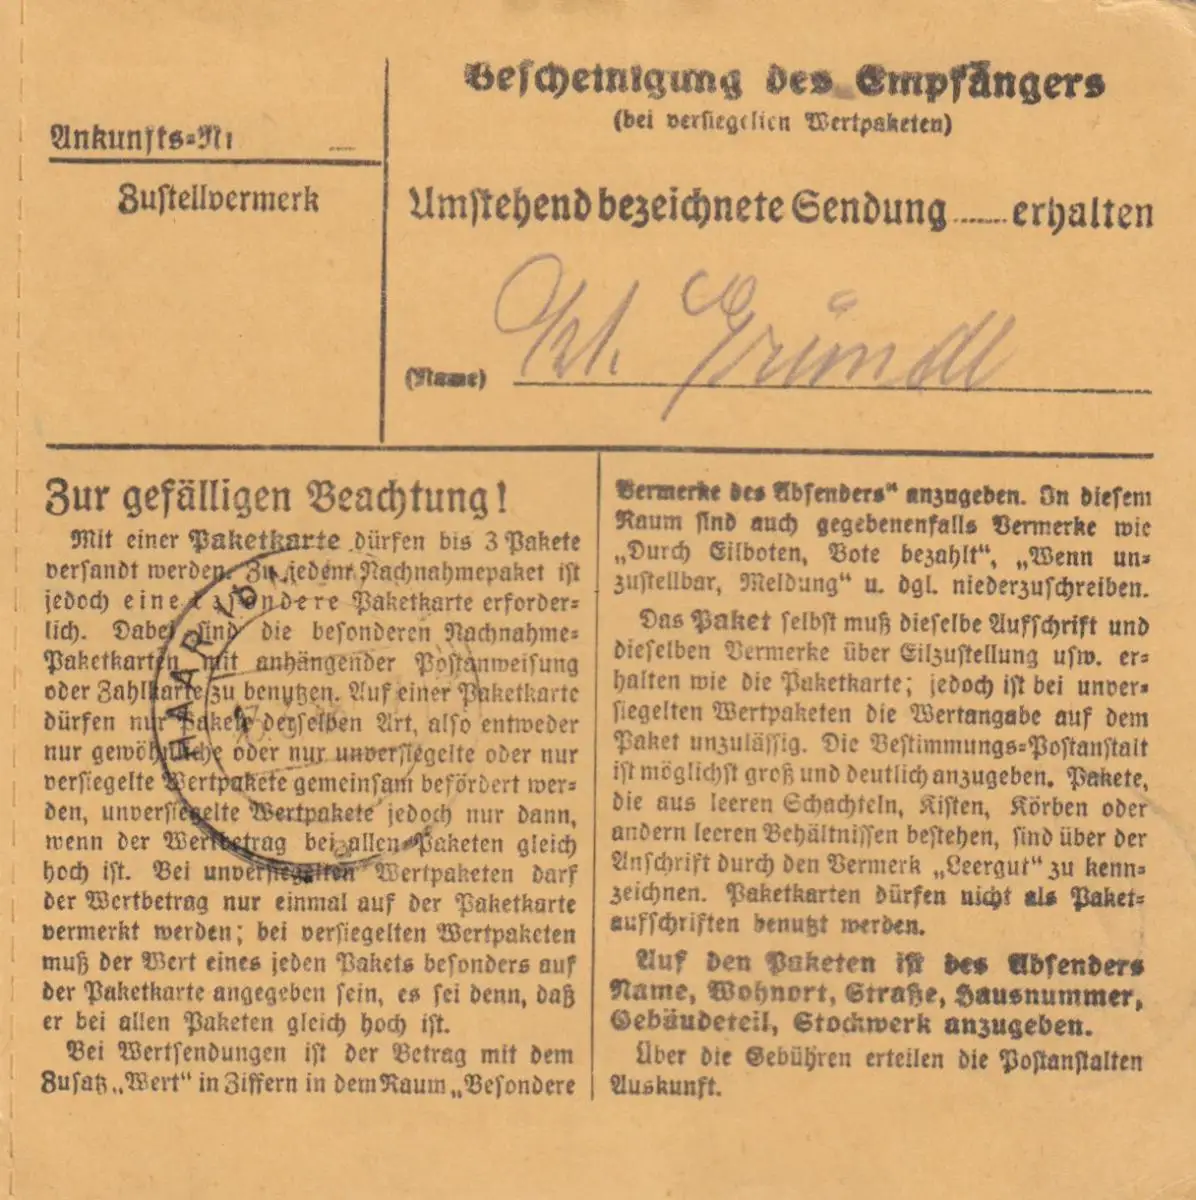 Bescheinigung des Empfängers
(bei versiegelten Wertpaketen)
Ankunfts=Nr
Zustellvermerk
Umstehend bezeichnete Sendung ...... erhalten
(Name) Gründl
Zur gefälligen Beachtung!
Mit einer Paketkarte dürfen bis 3 Pakete
versandt werden. Zu jedem Nachnahmepaket ist
jedoch eine besondere Paketkarte erforder=
lich. Dabei sind die besonderen Nachnahme=
Paketkarten mit anhängender Postanweisung
oder Zahlkarte zu benutzen. Auf einer Paketkarte
dürfen nur Pakete derselben Art, also entweder
nur gewöhnliche oder nur unversiegelte oder nur
versiegelte Wertpakete gemeinsam befördert wer=
den, unversiegelte Wertpakete jedoch nur dann,
wenn der Wertbetrag bei allen Paketen gleich
hoch ist. Bei unversiegelten Wertpaketen darf
der Wertbetrag nur einmal auf der Paketkarte
vermerkt werden; bei versiegelten Wertpaketen
muß der Wert eines jeden Pakets besonders auf
der Paketkarte angegeben sein, es sei denn, daß
er bei allen Paketen gleich hoch ist.
Bei Wertsendungen ist der Betrag mit dem
Zusatz „Wert“ in Ziffern in dem Raum „Besondere
Vermerke des Absenders“ anzugeben. In diesem
Raum sind auch gegebenenfalls Vermerke wie
„Durch Eilboten, Bote bezahlt“, „Wenn un=
zustellbar, Meldung“ u. dgl. niederzuschreiben.
Das Paket selbst muß dieselbe Aufschrift und
dieselben Vermerke über Eilzustellung usw. er=
halten wie die Paketkarte; jedoch ist bei unver=
siegelten Wertpaketen die Wertangabe auf dem
Paket unzulässig. Die Bestimmungs=Postanstalt
ist möglichst groß und deutlich anzugeben. Pakete,
die aus leeren Schachteln, Kisten, Körben oder
andern leeren Behältnissen bestehen, sind über der
Anschrift durch den Vermerk „Leergut“ zu kenn=
zeichnen. Paketkarten dürfen nicht als Paket=
aufschriften benutzt werden.
Auf den Paketen ist des Absenders
Name, Wohnort, Straße, Hausnummer,
Gebäudeteil, Stockwerk anzugeben.
Über die Gebühren erteilen die Postanstalten
Auskunft.
HAAR